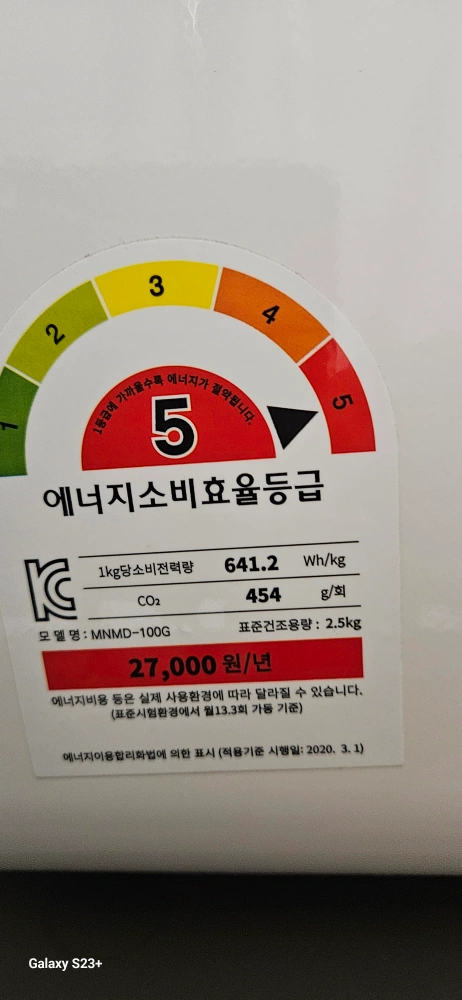 1
2
3
4
5
1등급에 가까울수록 에너지가 절약됩니다.
5
에너지소비효율등급
1kg당소비전력량 641.2 Wh/kg
CO₂ 454 g/회
모 델 명 : MNMD-100G 표준건조용량 : 2.5kg
27,000 원/년
에너지비용 등은 실제 사용환경에 따라 달라질 수 있습니다.
(표준시험환경에서 월13.3회 가동 기준)
에너지이용합리화법에 의한 표시 (적용기준 시행일: 2020. 3. 1)
Galaxy S23+